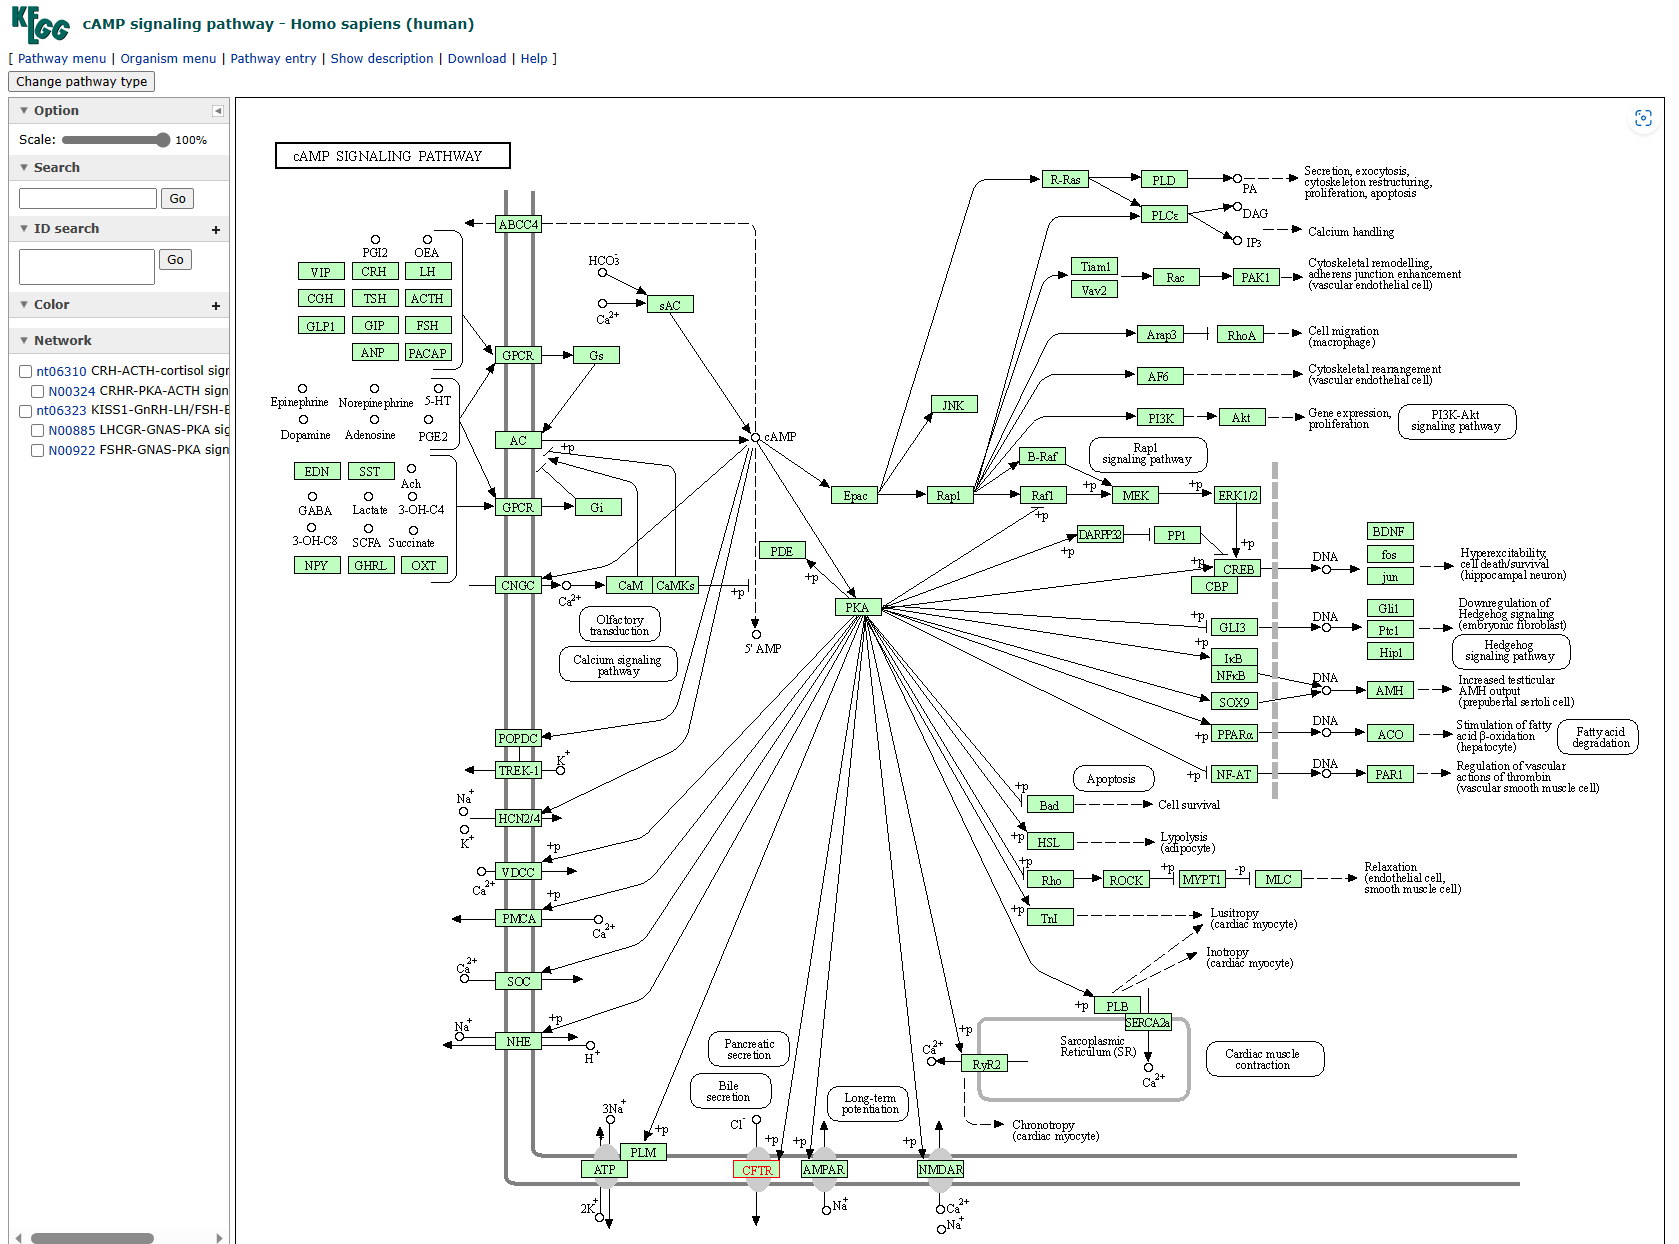 KEGG
cAMP signaling pathway - Homo sapiens (human)
[ Pathway menu | Organism menu | Pathway entry | Show description | Download | Help ]
Change pathway type
▼ Option
Scale: 100%
▼ Search
Go
▼ ID search +
Go
▼ Color +
▼ Network
nt06310 CRH-ACTH-cortisol sigr
N00324 CRHR-PKA-ACTH sign
nt06323 KISS1-GnRH-LH/FSH-E
N00885 LHCGR-GNAS-PKA sig
N00922 FSHR-GNAS-PKA sign
cAMP SIGNALING PATHWAY
ABCC4
PGI2 OEA
VIP CRH LH
CGH TSH ACTH
GLP1 GIP FSH
ANP PACAP
Epinephrine Norepinephrine 5-HT
Dopamine Adenosine PGE2
EDN SST Ach
GABA Lactate 3-OH-C4
3-OH-C8 SCFA Succinate
NPY GHRL OXT
HCO3-
Ca2+
sAC
GPCR Gs
AC
+p
cAMP
GPCR Gi
PDE
+p
CNGC Ca2+ CaM CaMKs +p
Olfactory
transduction
Calcium signaling
pathway
5' AMP
PKA
POPDC
TREK-1 K+
Na+
HCN2/4
K+
+p
VDCC
Ca2+
+p
PMCA
Ca2+
Ca2+
SOC
+p
Na+
NHE
H+
3Na+
+p
PLM
ATP
2K+
Pancreatic
secretion
Bile
secretion
Cl-
+p
CFTR
Long-term
potentiation
+p
AMPAR
Na+
+p
NMDAR
Ca2+
Na+
R-Ras PLD PA
Secretion, exocytosis,
cytoskeleton restructuring,
proliferation, apoptosis
PLCε DAG
IP3
Calcium handling
Tiam1
Vav2
Rac PAK1
Cytoskeletal remodelling,
adherens junction enhancement
(vascular endothelial cell)
Arap3 RhoA
Cell migration
(macrophage)
AF6
Cytoskeletal rearrangement
(vascular endothelial cell)
JNK
PI3K Akt
Gene expression,
proliferation
PI3K-Akt
signaling pathway
B-Raf
Rap1
signaling pathway
Epac Rap1 Raf1 +p MEK +p ERK1/2
+p
DARPP32 PP1
+p
+p
+p
CREB
CBP
DNA
BDNF
fos
jun
Hyperexcitability,
cell death/survival
(hippocampal neuron)
+p
GLI3
DNA
Gli1
Ptc1
Hip1
Downregulation of
Hedgehog signaling
(embryonic fibroblast)
Hedgehog
signaling pathway
+p
IκB
NFκB
SOX9
DNA
AMH
Increased testticular
AMH output
(prepubertal sertoli cell)
+p
PPARα
DNA
ACO
Stimulation of fatty
acid β-oxidation
(hepatocyte)
Fatty acid
degradation
+p
NF-AT
DNA
PAR1
Regulation of vascular
actions of thrombin
(vascular smooth muscle cell)
Apoptosis
+p
Bad
Cell survival
+p
HSL
Lypolysis
(adipocyte)
+p
Rho ROCK +p MYPT1 -p MLC
Relaxation
(endothelial cell,
smooth muscle cell)
+p
TnI
Lusitropy
(cardiac myocyte)
Inotropy
(cardiac myocyte)
+p
PLB
SERCA2a
Sarcoplasmic
Reticulum (SR)
Ca2+
Cardiac muscle
contraction
+p
Ca2+
RyR2
Chronotropy
(cardiac myocyte)